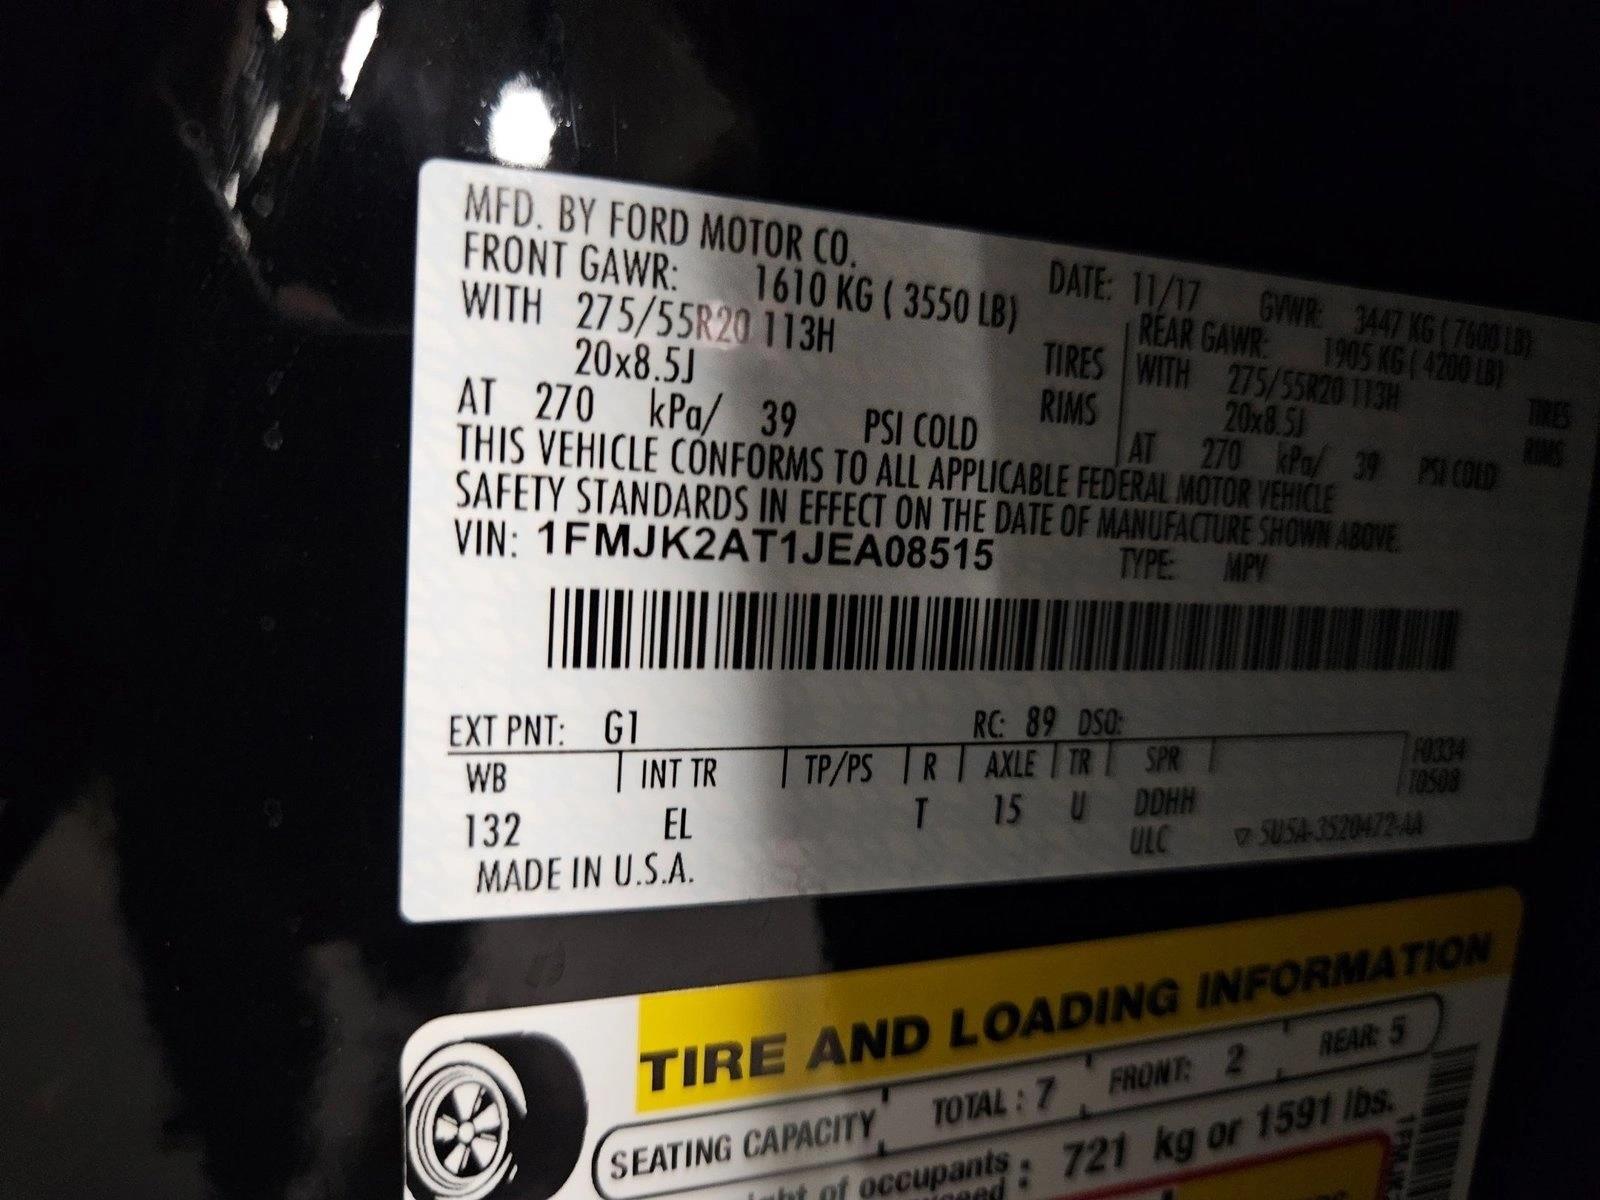 MFD. BY FORD MOTOR CO.
DATE: 11/17 GVWR: 3447 KG ( 7600 LB)
FRONT GAWR: 1610 KG ( 3550 LB)
WITH 275/55R20 113H TIRES
20x8.5J RIMS
AT 270 kPa/ 39 PSI COLD
REAR GAWR: 1905 KG ( 4200 LB)
WITH 275/55R20 113H TIRES
20x8.5J RIMS
AT 270 kPa/ 39 PSI COLD
THIS VEHICLE CONFORMS TO ALL APPLICABLE FEDERAL MOTOR VEHICLE
SAFETY STANDARDS IN EFFECT ON THE DATE OF MANUFACTURE SHOWN ABOVE.
VIN: 1FMJK2AT1JEA08515
TYPE: MPV
EXT PNT: G1 RC: 89 DSO:
WB INT TR TP/PS R AXLE TR SPR
132 EL T 15 U DDHH
ULC
F0334
T0508
5U5A-3520472-AA
MADE IN U.S.A.
TIRE AND LOADING INFORMATION
SEATING CAPACITY TOTAL : 7 FRONT: 2 REAR: 5
of occupants : 721 kg or 1591 lbs.